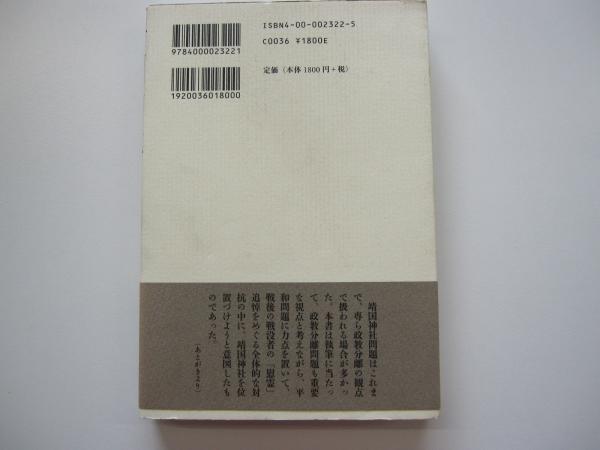 ISBN4-00-002322-5
C0036 ¥1800E
定価（本体1800円＋税）
9784000023221
1920036018000
靖国神社問題はこれま
で、専ら政教分離の観点
で扱われる場合が多かっ
た。本書は執筆に当たっ
て、政教分離問題も重要
な視点と考えながら、平
和問題に力点を置いて、
戦後の戦没者の「慰霊」
追悼をめぐる全体的な対
抗の中に、靖国神社を位
置づけようと意図したも
のであった。
（あとがきより）